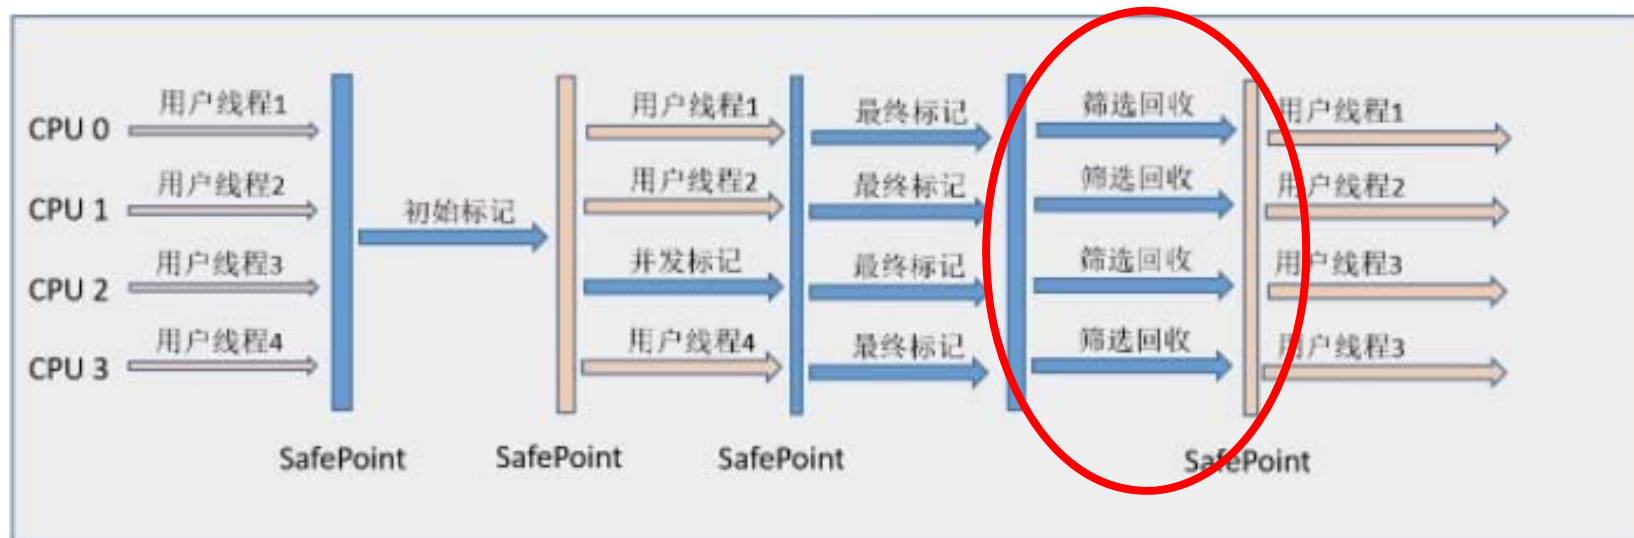 用户线程1 用户线程1 最终标记 筛选回收 用户线程1
CPU 0
用户线程2 用户线程2 最终标记 筛选回收 用户线程2
CPU 1 初始标记
用户线程3 并发标记 最终标记 筛选回收 用户线程3
CPU 2
用户线程4 用户线程4 最终标记 筛选回收 用户线程3
CPU 3
SafePoint SafePoint SafePoint SafePoint